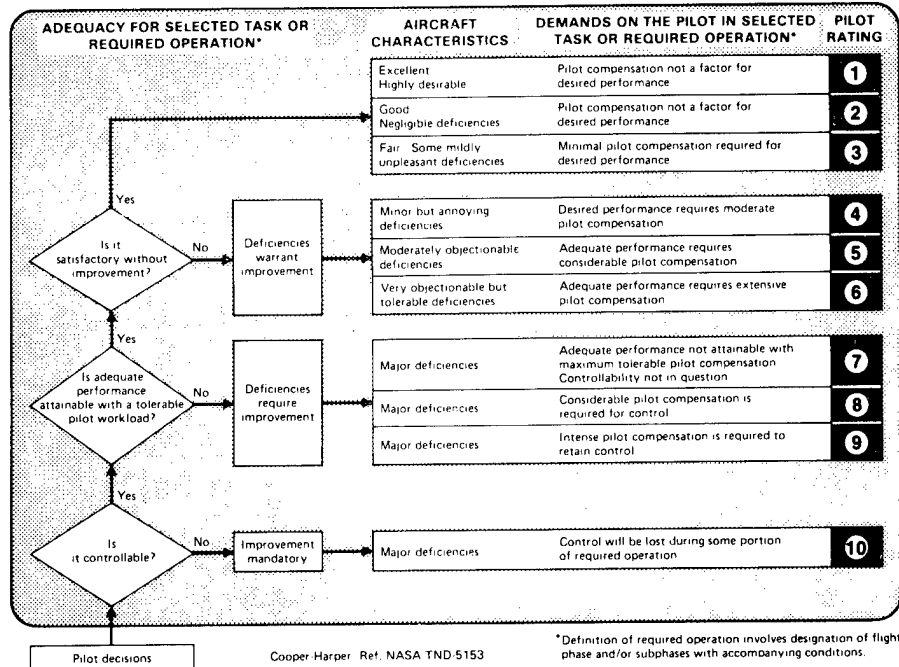 ADEQUACY FOR SELECTED TASK OR
REQUIRED OPERATION*
AIRCRAFT
CHARACTERISTICS
DEMANDS ON THE PILOT IN SELECTED
TASK OR REQUIRED OPERATION*
PILOT
RATING
Excellent
Highly desirable
Pilot compensation not a factor for
desired performance
1
Good
Negligible deficiencies
Pilot compensation not a factor for
desired performance
2
Fair Some mildly
unpleasant deficiencies
Minimal pilot compensation required for
desired performance
3
Yes
Is it
satisfactory without
improvement?
No
Deficiencies
warrant
improvement
Minor but annoying
deficiencies
Desired performance requires moderate
pilot compensation
4
Moderately objectionable
deficiencies
Adequate performance requires
considerable pilot compensation
5
Very objectionable but
tolerable deficiencies
Adequate performance requires extensive
pilot compensation
6
Yes
Is adequate
performance
attainable with a tolerable
pilot workload?
No
Deficiencies
require
improvement
Major deficiencies
Adequate performance not attainable with
maximum tolerable pilot compensation
Controllability not in question
7
Major deficiencies
Considerable pilot compensation is
required for control
8
Major deficiencies
Intense pilot compensation is required to
retain control
9
Yes
Is
it controllable?
No
Improvement
mandatory
Major deficiencies
Control will be lost during some portion
of required operation
10
Pilot decisions
Cooper-Harper Ref. NASA TND-5153
*Definition of required operation involves designation of flight
phase and/or subphases with accompanying conditions.